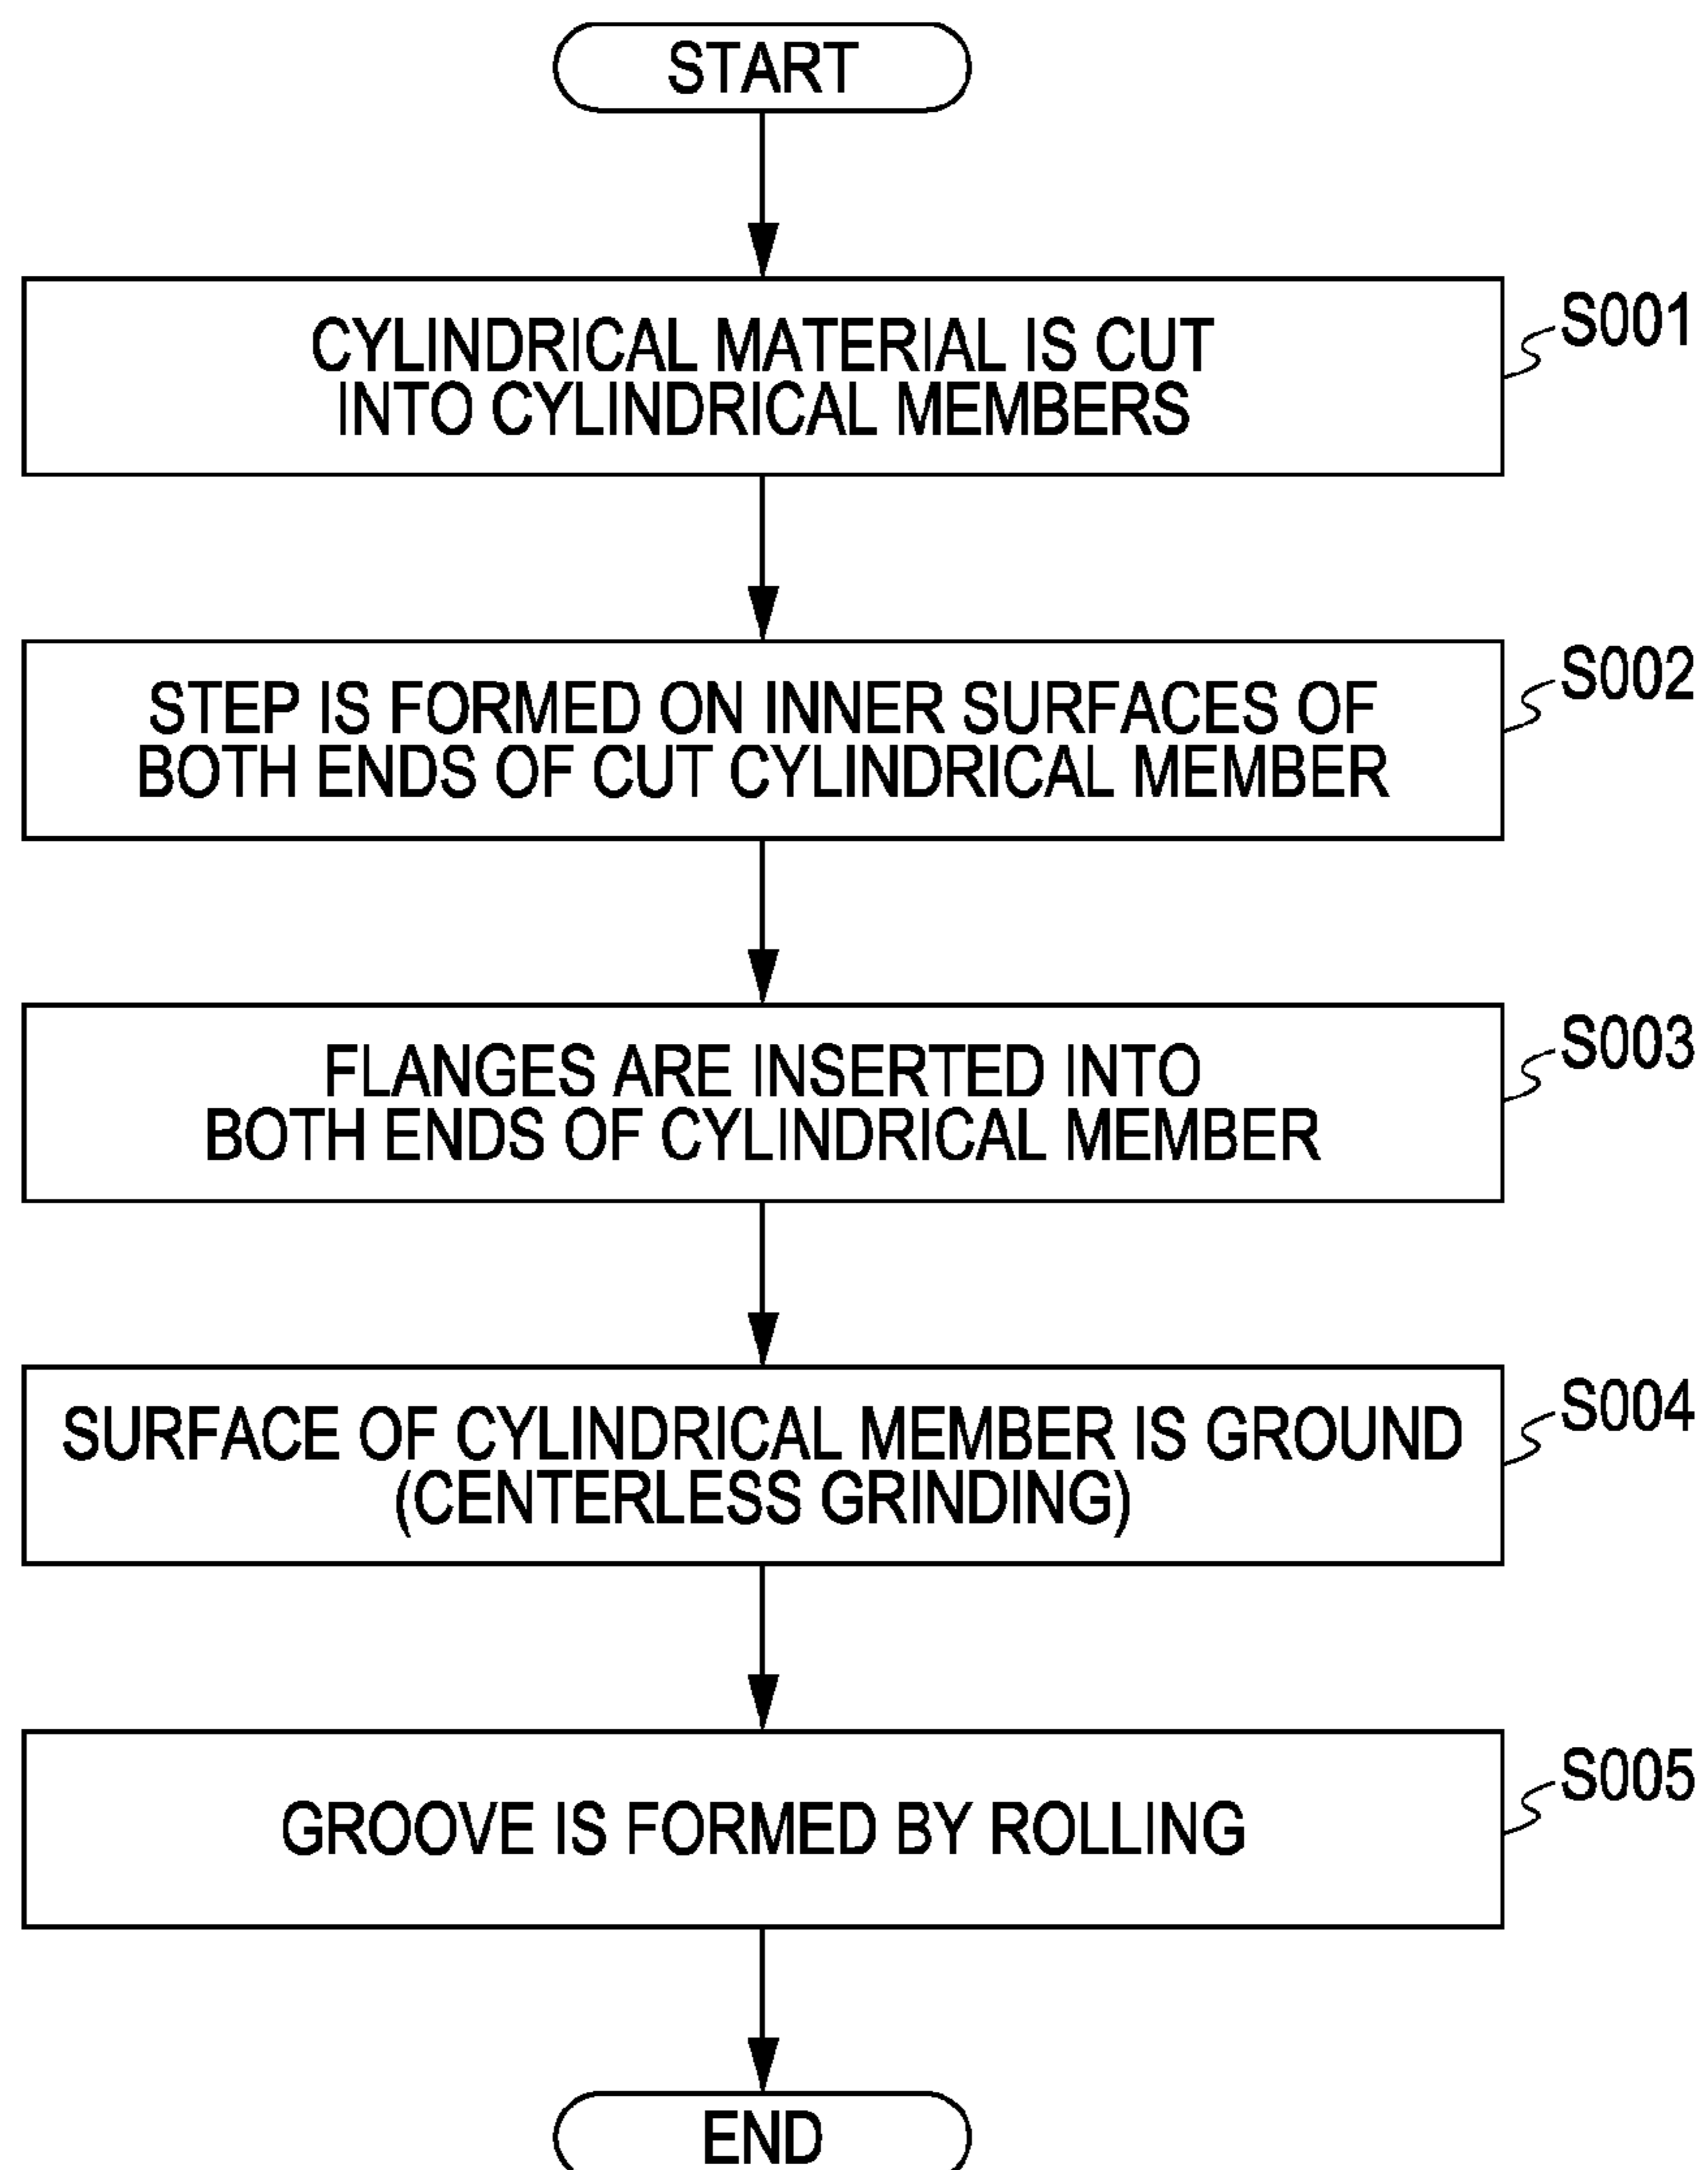 START
CYLINDRICAL MATERIAL IS CUT
INTO CYLINDRICAL MEMBERS
S001
STEP IS FORMED ON INNER SURFACES OF
BOTH ENDS OF CUT CYLINDRICAL MEMBER
S002
FLANGES ARE INSERTED INTO
BOTH ENDS OF CYLINDRICAL MEMBER
S003
SURFACE OF CYLINDRICAL MEMBER IS GROUND
(CENTERLESS GRINDING)
S004
GROOVE IS FORMED BY ROLLING
S005
END